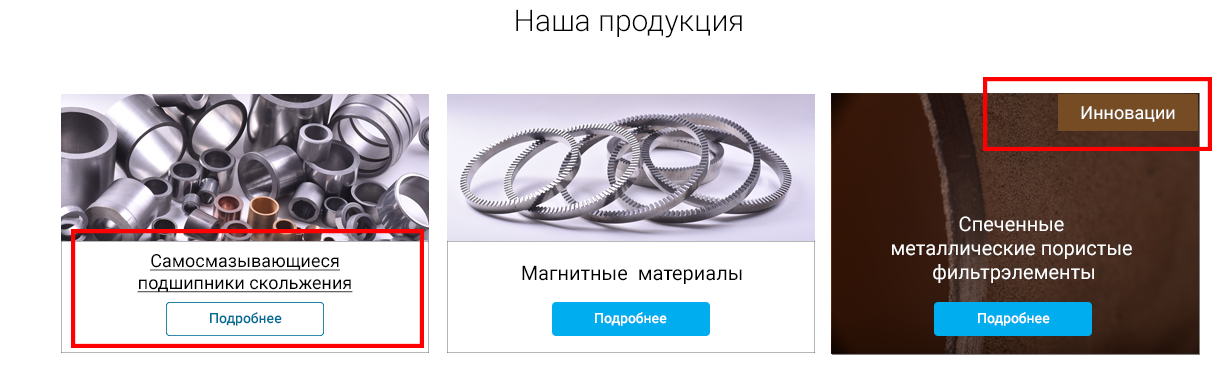 Наша продукция
Самосмазывающиеся
подшипники скольжения
Подробнее
Магнитные материалы
Подробнее
Инновации
Спеченные
металлические пористые
фильтрэлементы
Подробнее